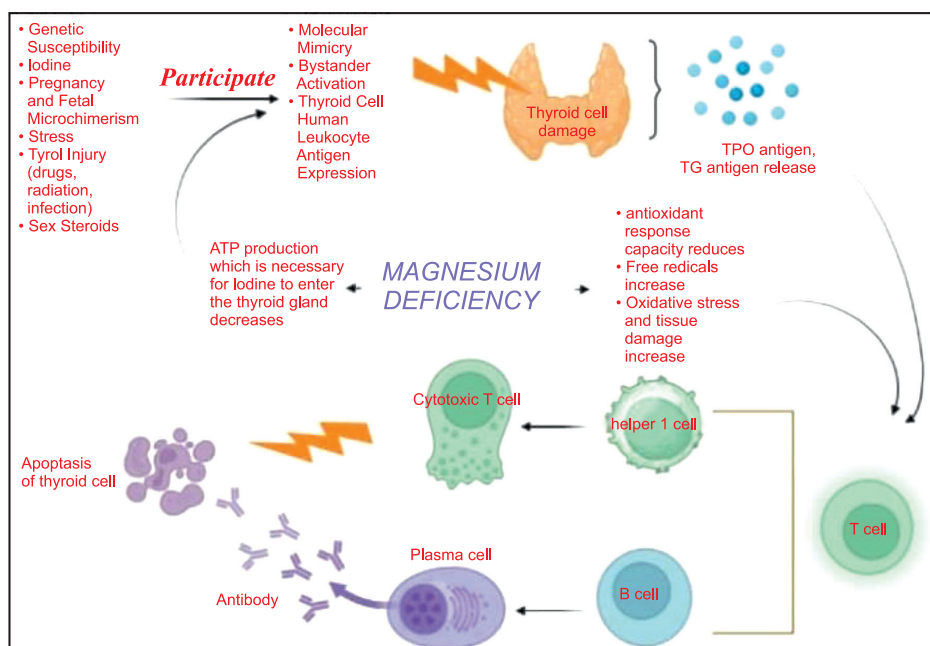 • Genetic
Susceptibility
• Iodine
• Pregnancy
and Fetal
Microchimerism
• Stress
• Tyrol Injury
(drugs,
radiation,
infection)
• Sex Steroids
Participate
• Molecular
Mimicry
• Bystander
Activation
• Thyroid Cell
Human
Leukocyte
Antigen
Expression
Thyroid cell
damage
TPO antigen,
TG antigen release
ATP production
which is necessary
for Iodine to enter
the thyroid gland
decreases
MAGNESIUM
DEFICIENCY
• antioxidant
response
capacity reduces
• Free redicals
increase
• Oxidative stress
and tissue
damage
increase
Cytotoxic T cell
helper 1 cell
Apoptasis
of thyroid cell
T cell
Plasma cell
Antibody
B cell